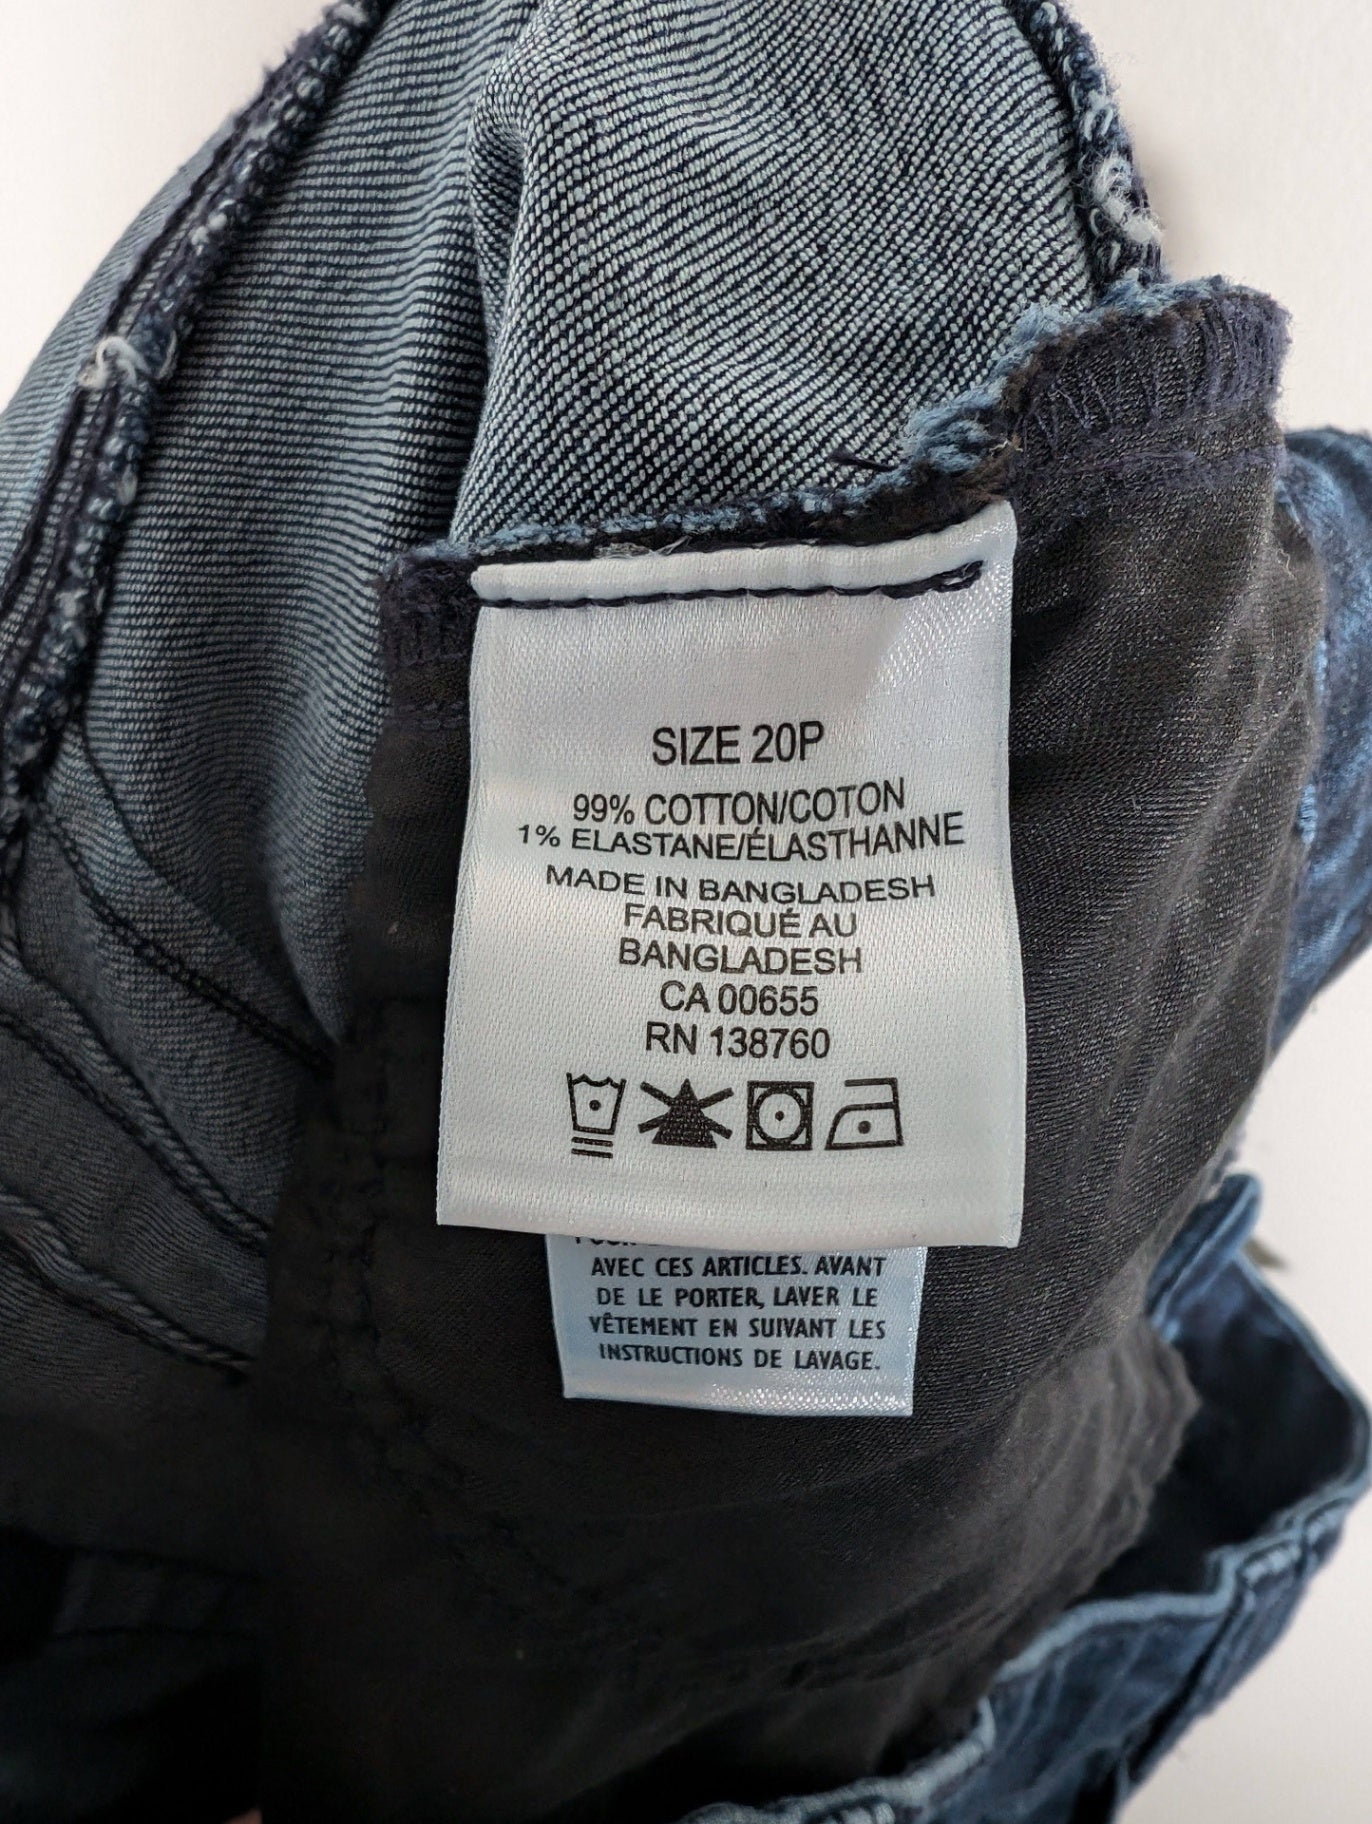 SIZE 20P
99% COTTON/COTON
1% ELASTANE/ÉLASTHANNE
MADE IN BANGLADESH
FABRIQUÉ AU
BANGLADESH
CA 00655
RN 138760
AVEC CES ARTICLES. AVANT
DE LE PORTER, LAVER LE
VÊTEMENT EN SUIVANT LES
INSTRUCTIONS DE LAVAGE.